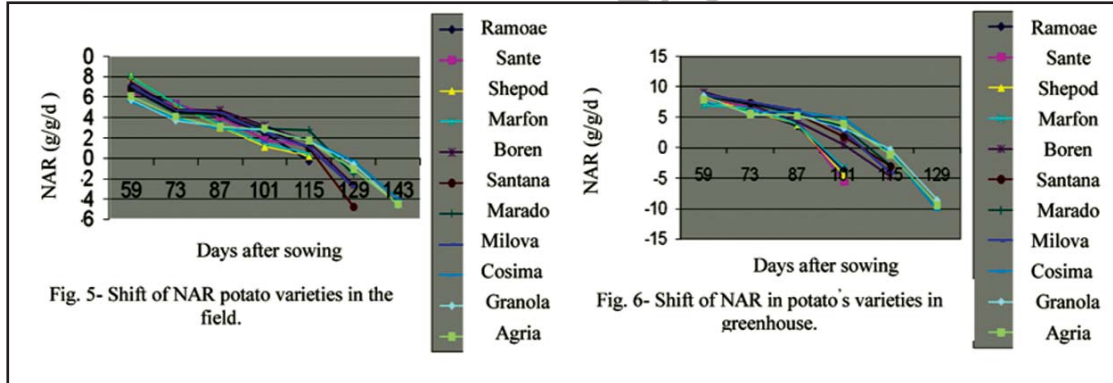 0
8
6
4
2
0
-2
-4
-6
NAR (g/g/d)
59 73 87 101 115 129 143
Days after sowing
Fig. 5- Shift of NAR potato varieties in the
field.
Ramoae
Sante
Shepod
Marfon
Boren
Santana
Marado
Milova
Cosima
Granola
Agria
15
10
5
0
-5
-10
-15
NAR (g/g/d)
59 73 87 101 115 129
Days after sowing
Fig. 6- Shift of NAR in potato's varieties in
greenhouse.
Ramoae
Sante
Shepod
Marfon
Boren
Santana
Marado
Milova
Cosima
Granola
Agria